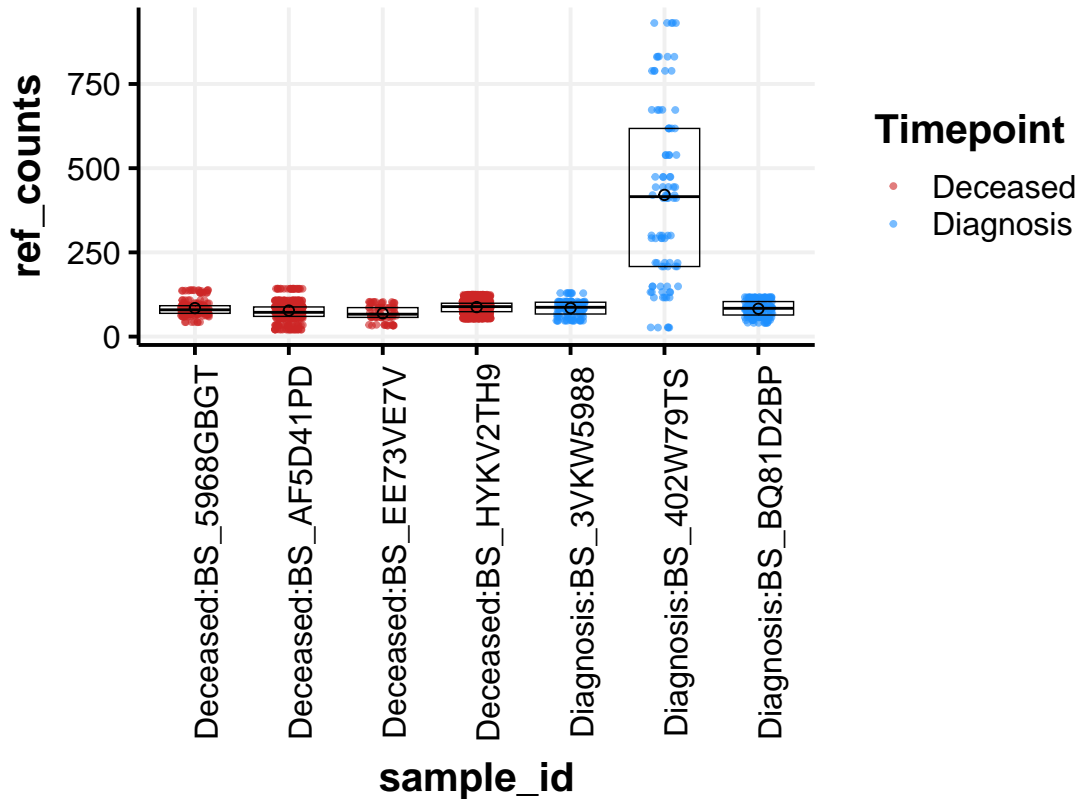 ref_counts
750
500
250
0
Deceased:BS_5968GBGT
Deceased:BS_AF5D41PD
Deceased:BS_EE73VE7V
Deceased:BS_HYKV2TH9
Diagnosis:BS_3VKW5988
Diagnosis:BS_402W79TS
Diagnosis:BS_BQ81D2BP
sample_id
Timepoint
Deceased
Diagnosis